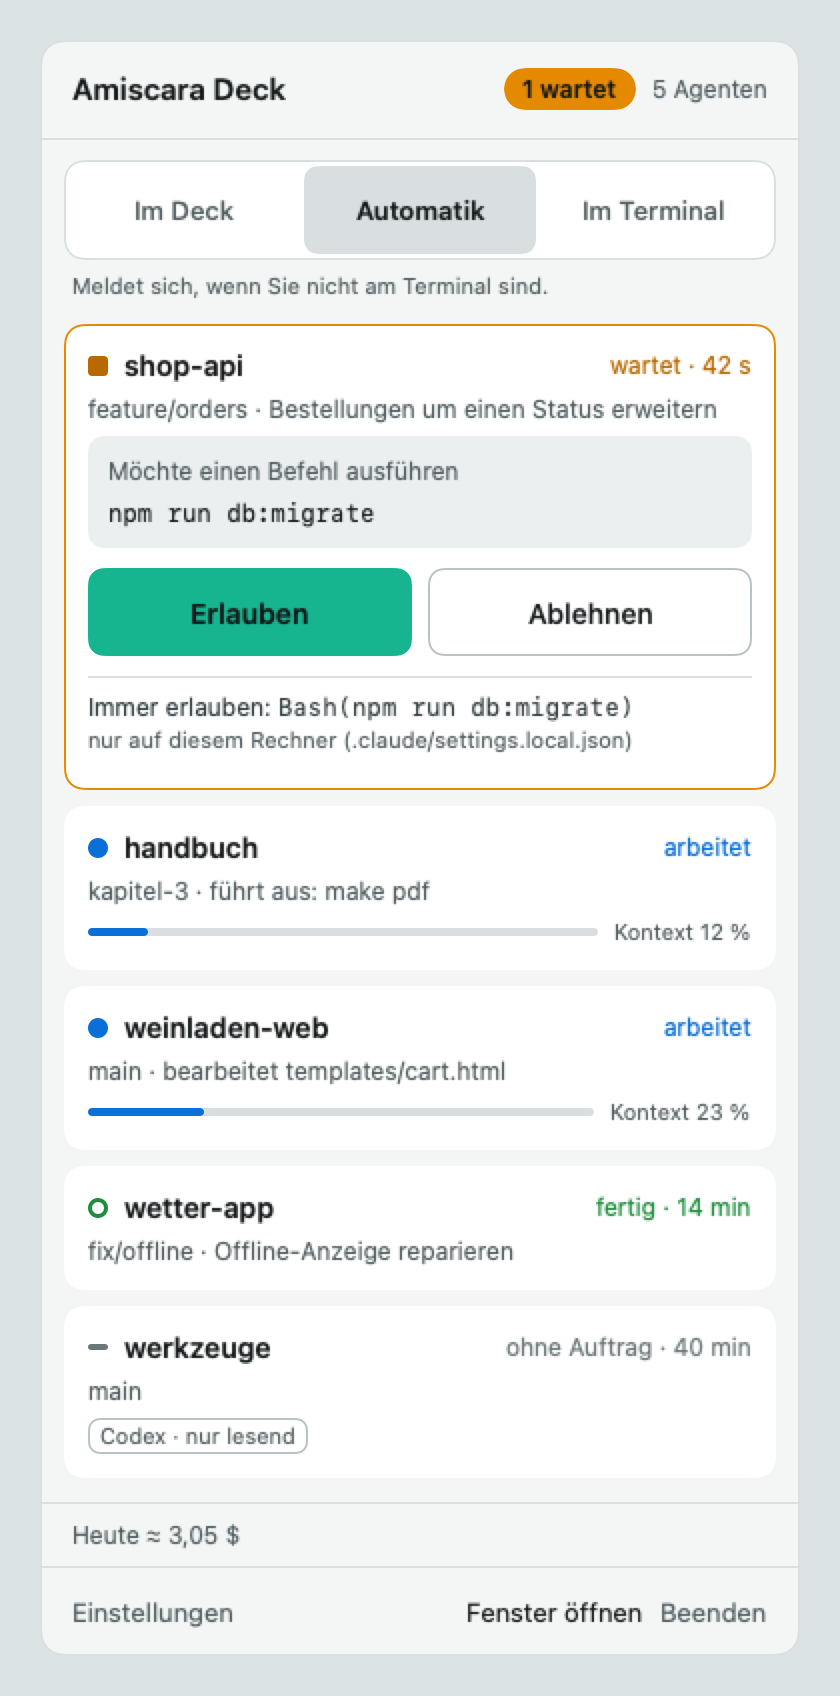 Amiscara Deck 1 wartet 5 Agenten
Im Deck Automatik Im Terminal
Meldet sich, wenn Sie nicht am Terminal sind.
shop-api wartet · 42 s
feature/orders · Bestellungen um einen Status erweitern
Möchte einen Befehl ausführen
npm run db:migrate
Erlauben Ablehnen
Immer erlauben: Bash(npm run db:migrate)
nur auf diesem Rechner (.claude/settings.local.json)
handbuch arbeitet
kapitel-3 · führt aus: make pdf
Kontext 12 %
weinladen-web arbeitet
main · bearbeitet templates/cart.html
Kontext 23 %
wetter-app fertig · 14 min
fix/offline · Offline-Anzeige reparieren
werkzeuge ohne Auftrag · 40 min
main
Codex · nur lesend
Heute ≈ 3,05 $
Einstellungen Fenster öffnen Beenden